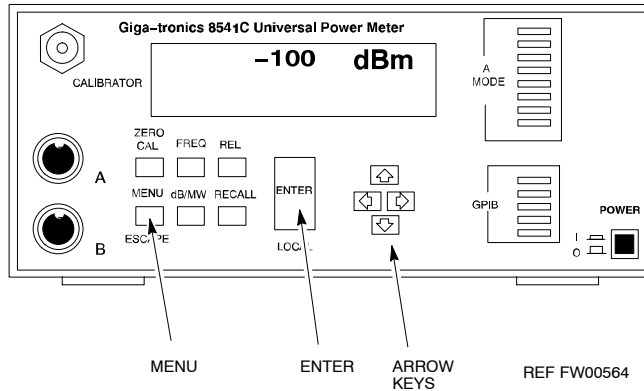 Giga-tronics 8541C Universal Power Meter
-100 dBm
CALIBRATOR
A
MODE
ZERO
CAL
FREQ
REL
A
MENU
dB/MW
RECALL
ENTER
GPIB
POWER
B
ESCAPE
LOCAL
I
O
MENU
ENTER
ARROW
KEYS
REF FW00564